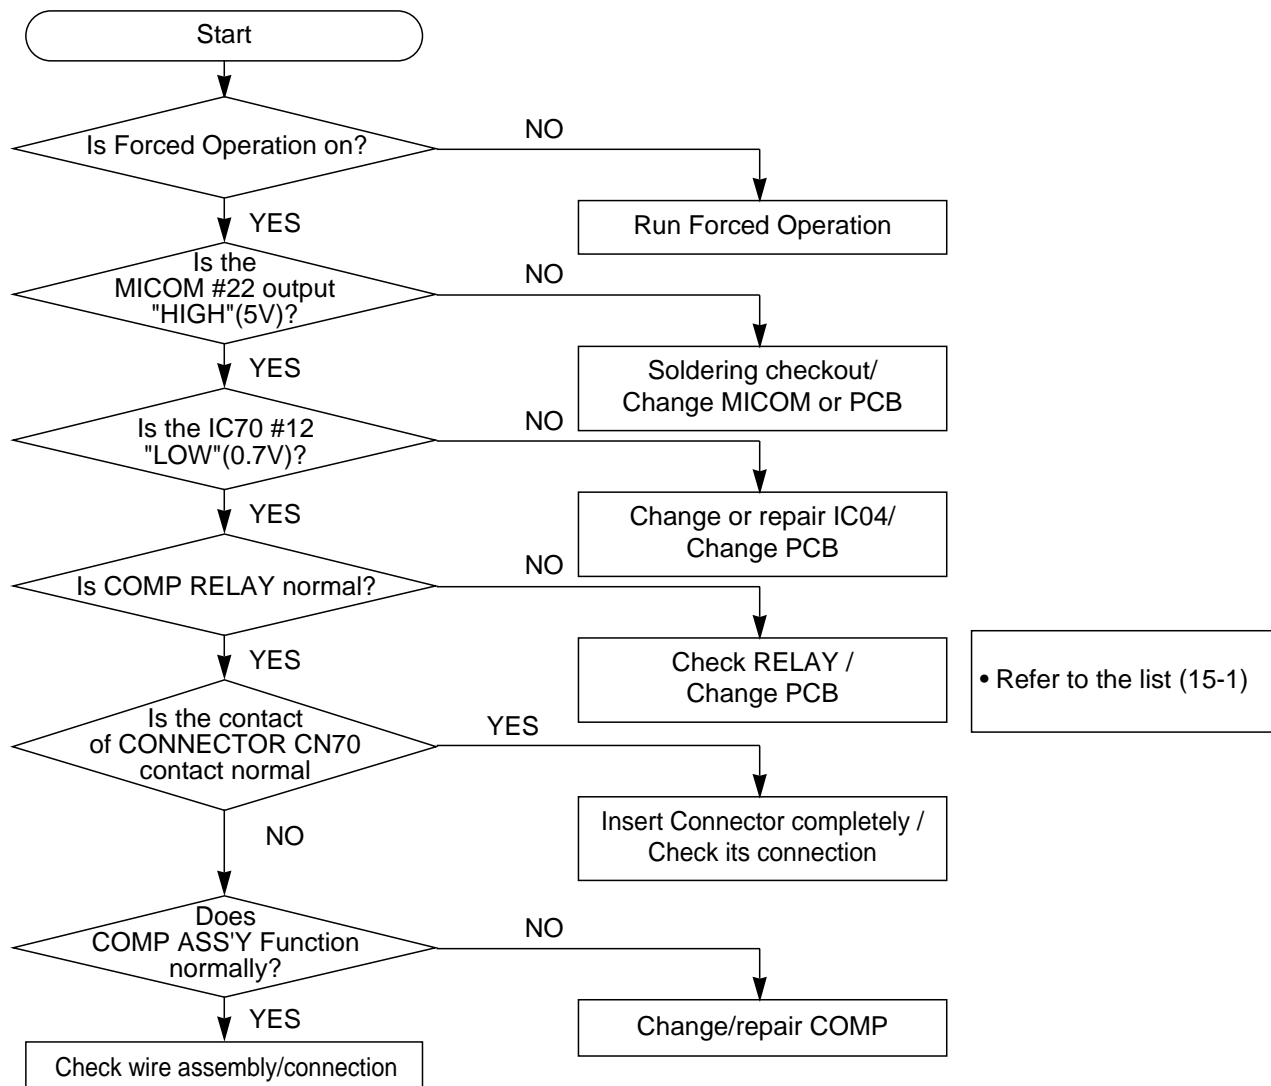 Start
Is Forced Operation on?
NO
YES
Run Forced Operation
Is the
MICOM #22 output
"HIGH"(5V)?
NO
YES
Soldering checkout/
Change MICOM or PCB
Is the IC70 #12
"LOW"(0.7V)?
NO
YES
Change or repair IC04/
Change PCB
Is COMP RELAY normal?
NO
YES
Check RELAY /
Change PCB
• Refer to the list (15-1)
Is the contact
of CONNECTOR CN70
contact normal
YES
NO
Insert Connector completely /
Check its connection
Does
COMP ASS'Y Function
normally?
NO
YES
Change/repair COMP
Check wire assembly/connection